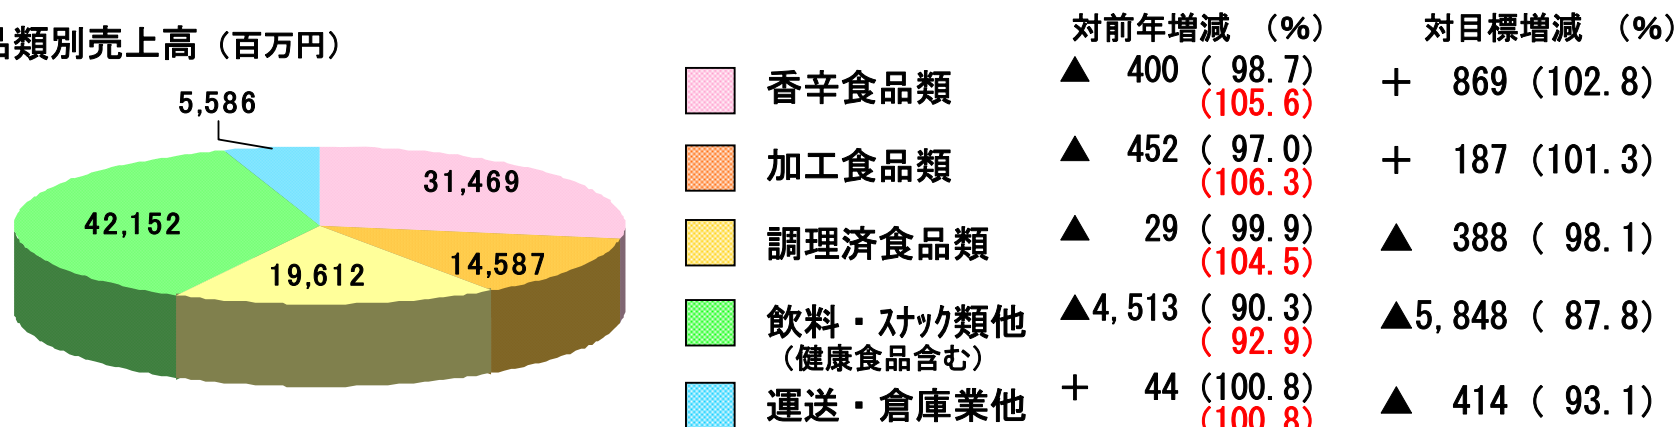 品類別売上高（百万円）
5,586
31,469
42,152
14,587
19,612
対前年増減 （%） 対目標増減 （%）
香辛食品類 ▲ 400 ( 98.7) ＋ 869 (102.8)
(105.6)
加工食品類 ▲ 452 ( 97.0) ＋ 187 (101.3)
(106.3)
調理済食品類 ▲ 29 ( 99.9) ▲ 388 ( 98.1)
(104.5)
飲料・ｽﾅｯｸ類他 ▲4,513 ( 90.3) ▲5,848 ( 87.8)
（健康食品含む） ( 92.9)
運送・倉庫業他 ＋ 44 (100.8) ▲ 414 ( 93.1)
(100.8)